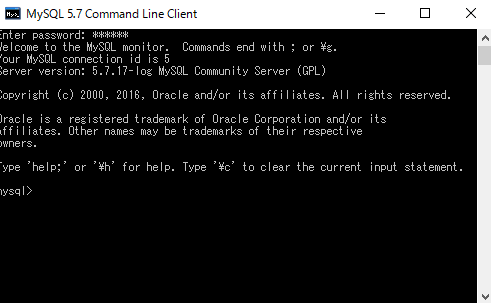 MySQL 5.7 Command Line Client
Enter password: ******
Welcome to the MySQL monitor.  Commands end with ; or ¥g.
Your MySQL connection id is 5
Server version: 5.7.17-log MySQL Community Server (GPL)
Copyright (c) 2000, 2016, Oracle and/or its affiliates. All rights reserved.
Oracle is a registered trademark of Oracle Corporation and/or its
affiliates. Other names may be trademarks of their respective
owners.
Type 'help;' or '¥h' for help. Type '¥c' to clear the current input statement.
mysql>